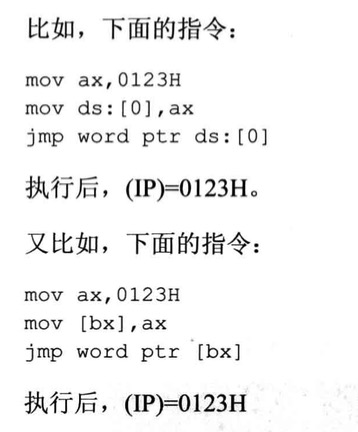 比如，下面的指令：
mov ax,0123H
mov ds:[0],ax
jmp word ptr ds:[0]
执行后，(IP)=0123H。
又比如，下面的指令：
mov ax,0123H
mov [bx],ax
jmp word ptr [bx]
执行后，(IP)=0123H